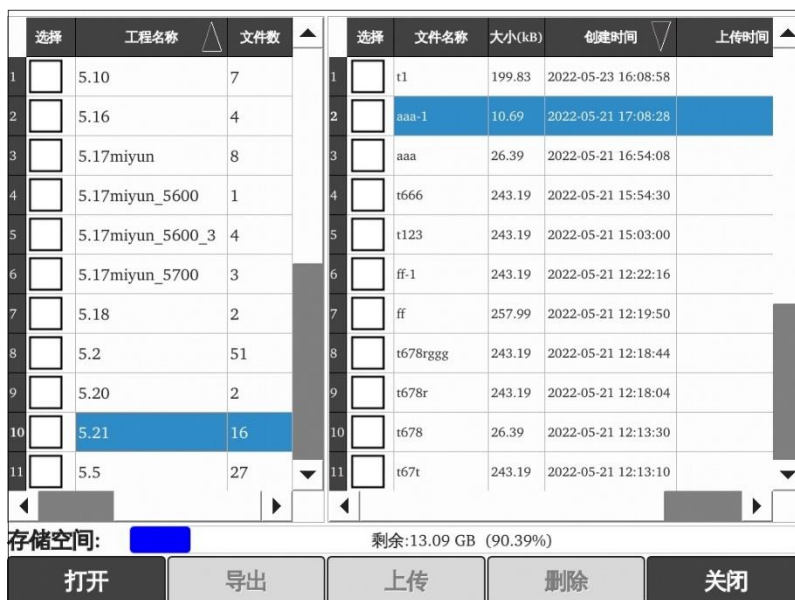 选择 工程名称 文件数
1 5.10 7
2 5.16 4
3 5.17miyun 8
4 5.17miyun_5600 1
5 5.17miyun_5600_3 4
6 5.17miyun_5700 3
7 5.18 2
8 5.2 51
9 5.20 2
10 5.21 16
11 5.5 27
选择 文件名称 大小(kB) 创建时间 上传时间
1 t1 199.83 2022-05-23 16:08:58
2 aaa-1 10.69 2022-05-21 17:08:28
3 aaa 26.39 2022-05-21 16:54:08
4 t666 243.19 2022-05-21 15:54:30
5 t123 243.19 2022-05-21 15:03:00
6 ff-1 243.19 2022-05-21 12:22:16
7 ff 257.99 2022-05-21 12:19:50
8 t678rggg 243.19 2022-05-21 12:18:44
9 t678r 243.19 2022-05-21 12:18:04
10 t678 26.39 2022-05-21 12:13:30
11 t67t 243.19 2022-05-21 12:13:10
存储空间: 剩余:13.09 GB (90.39%)
打开 导出 上传 删除 关闭